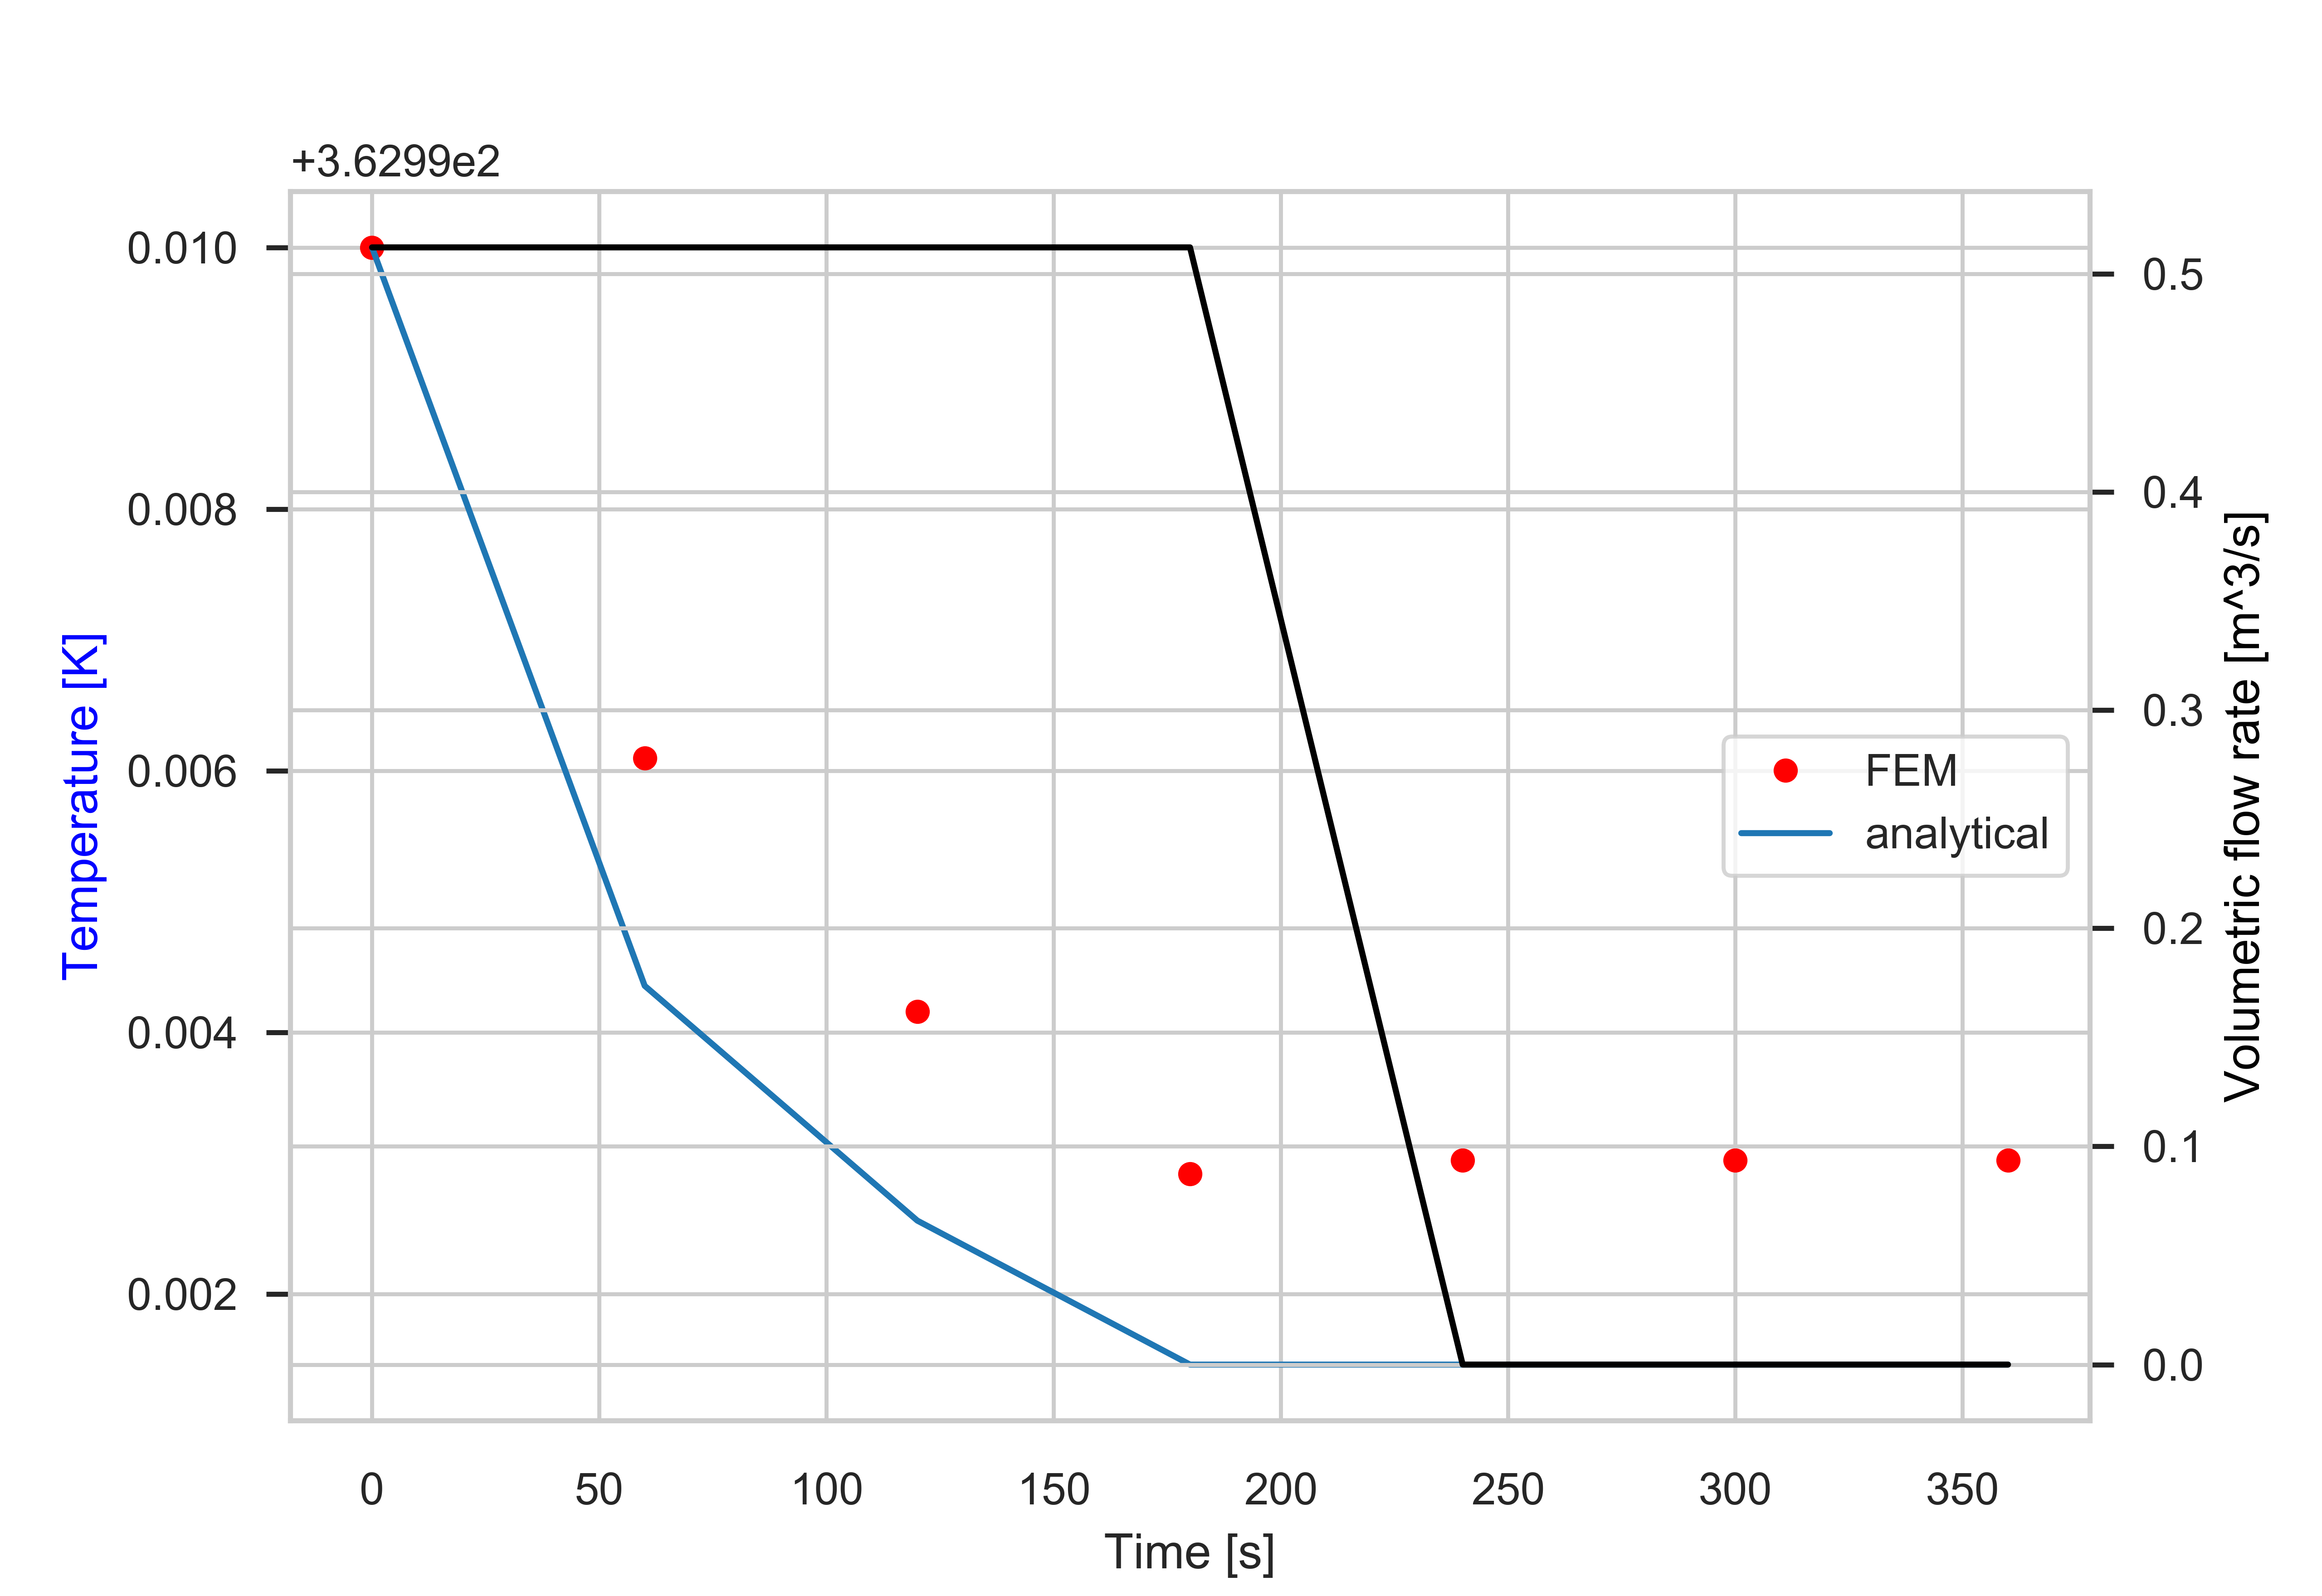 +3.6299e2
0.010
0.008
0.006
0.004
0.002
Temperature [K]
0.5
0.4
0.3
0.2
0.1
0.0
Volumetric flow rate [m^3/s]
FEM
analytical
0 50 100 150 200 250 300 350
Time [s]